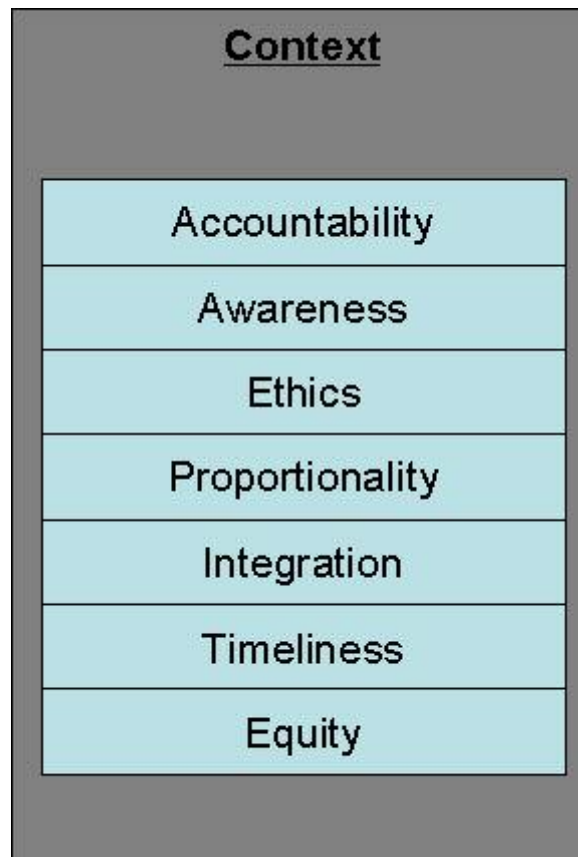 Context
Accountability
Awareness
Ethics
Proportionality
Integration
Timeliness
Equity